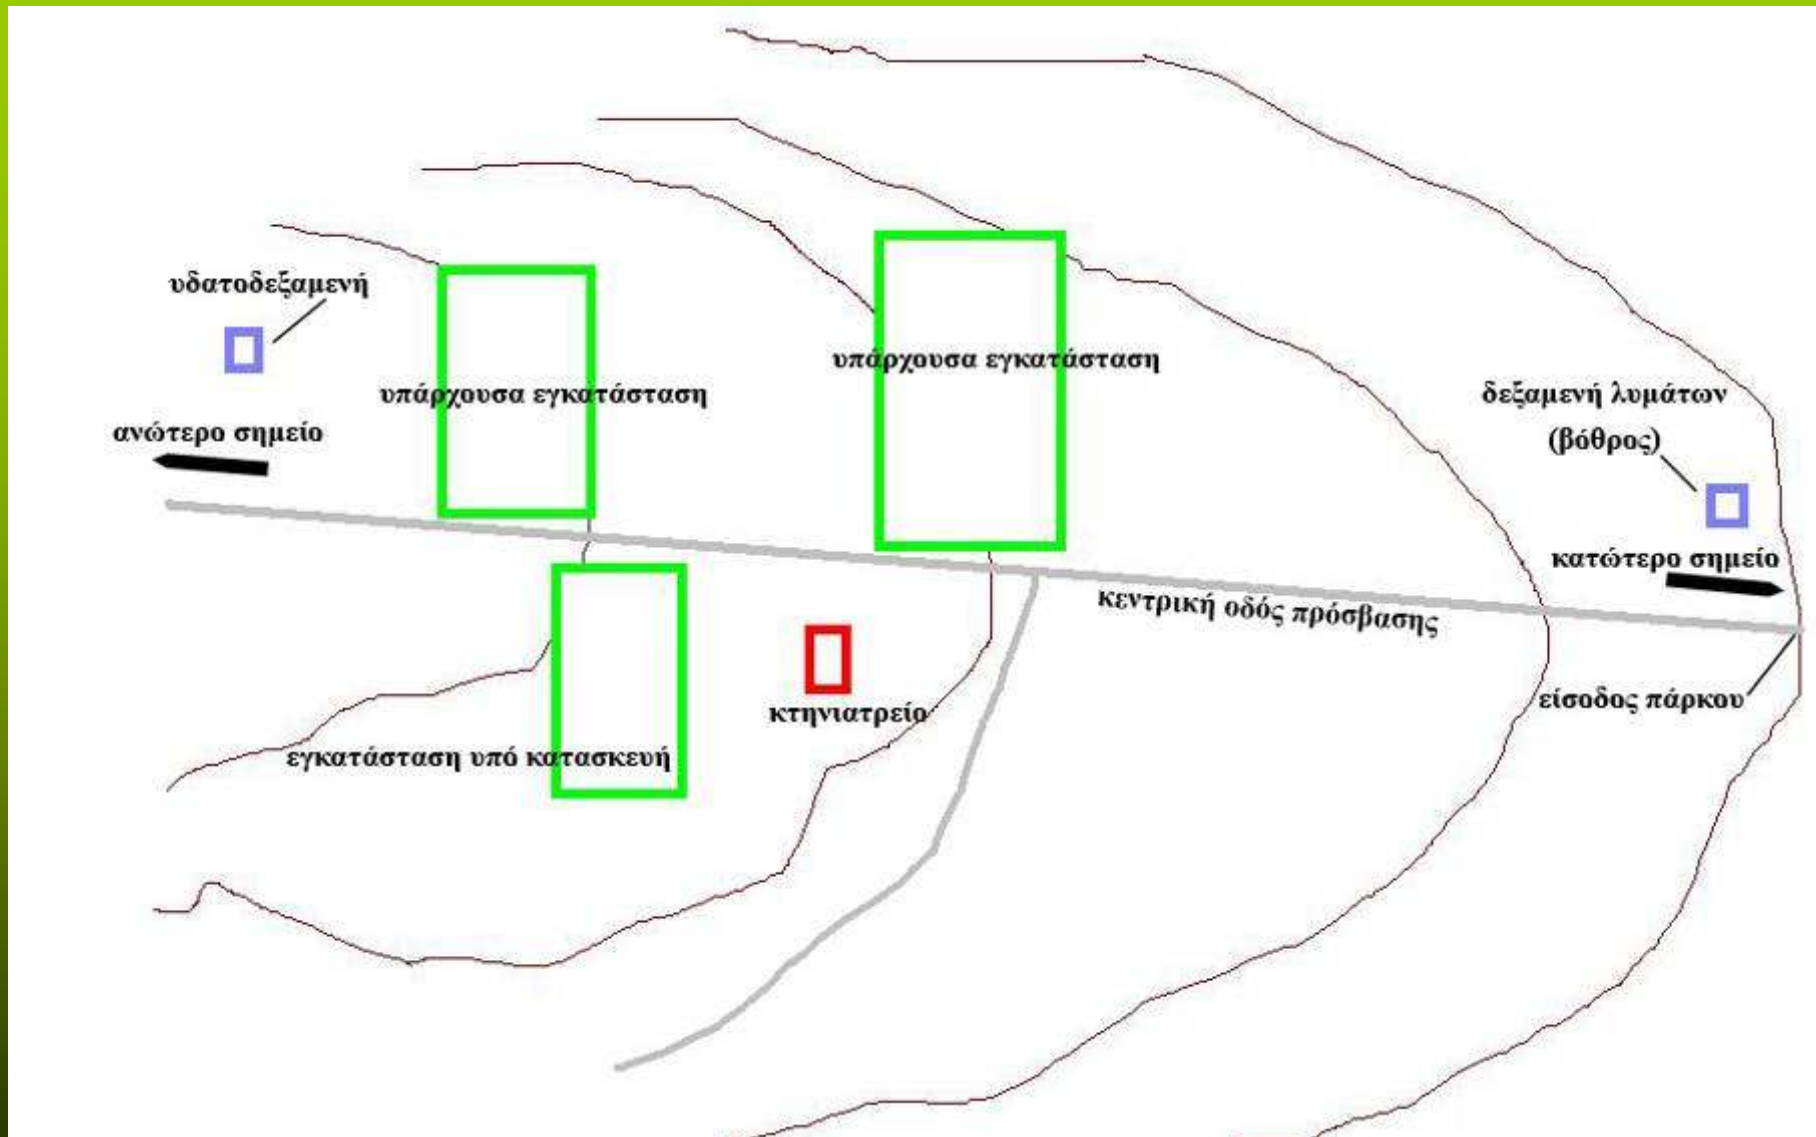 υδατοδεξαμενή
υπάρχουσα εγκατάσταση
υπάρχουσα εγκατάσταση
ανώτερο σημείο
δεξαμενή λυμάτων
(βόθρος)
κατώτερο σημείο
κεντρική οδός πρόσβασης
είσοδος πάρκου
κτηνιατρείο
εγκατάσταση υπό κατασκευή